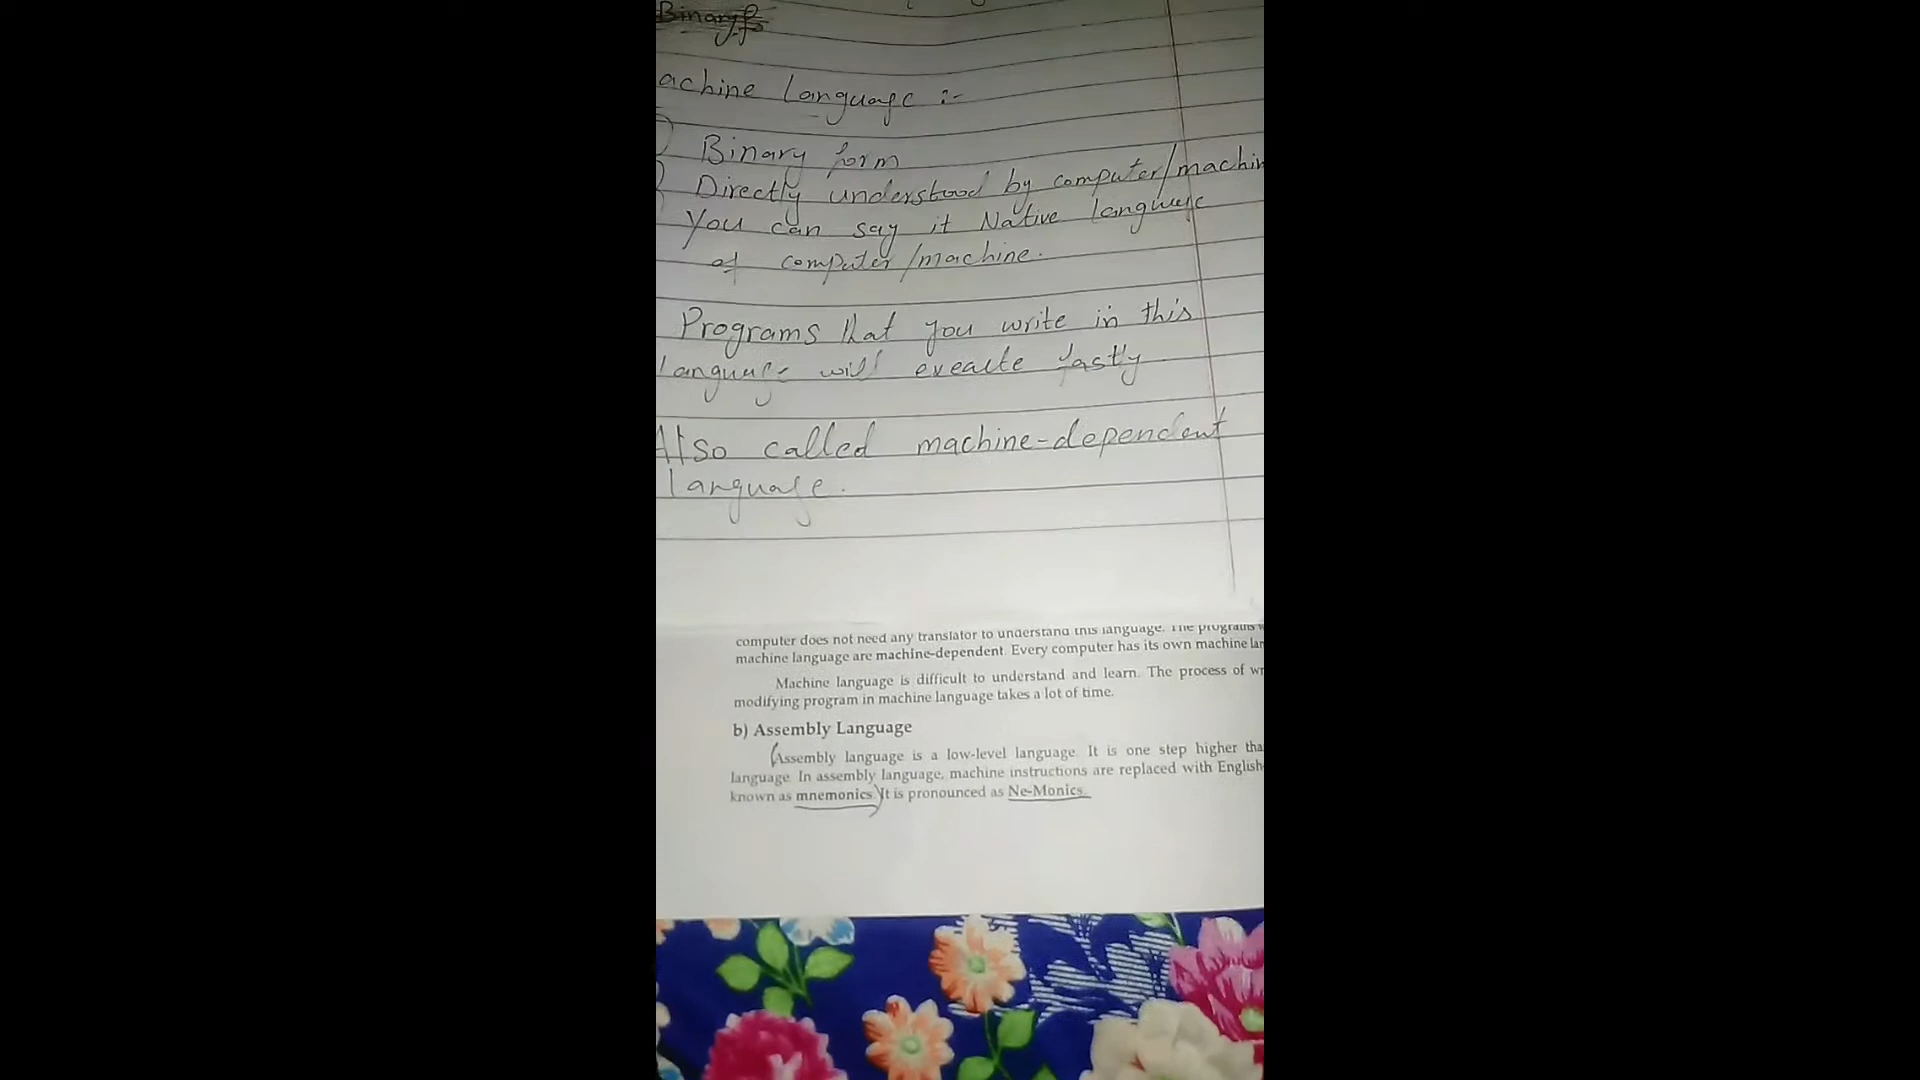 Binary fo
achine Language :-
Binary form
Directly understood by computer/machin
You can say it Native language
of computer/machine.
Programs that you write in this
language will execute fastly
Also called machine-dependent
language.
computer does not need any translator to understand this language. The programs w
machine language are machine-dependent. Every computer has its own machine lan
Machine language is difficult to understand and learn. The process of wr
modifying program in machine language takes a lot of time.
b) Assembly Language
Assembly language is a low-level language. It is one step higher tha
language. In assembly language, machine instructions are replaced with English-
known as mnemonics. It is pronounced as Ne-Monics.